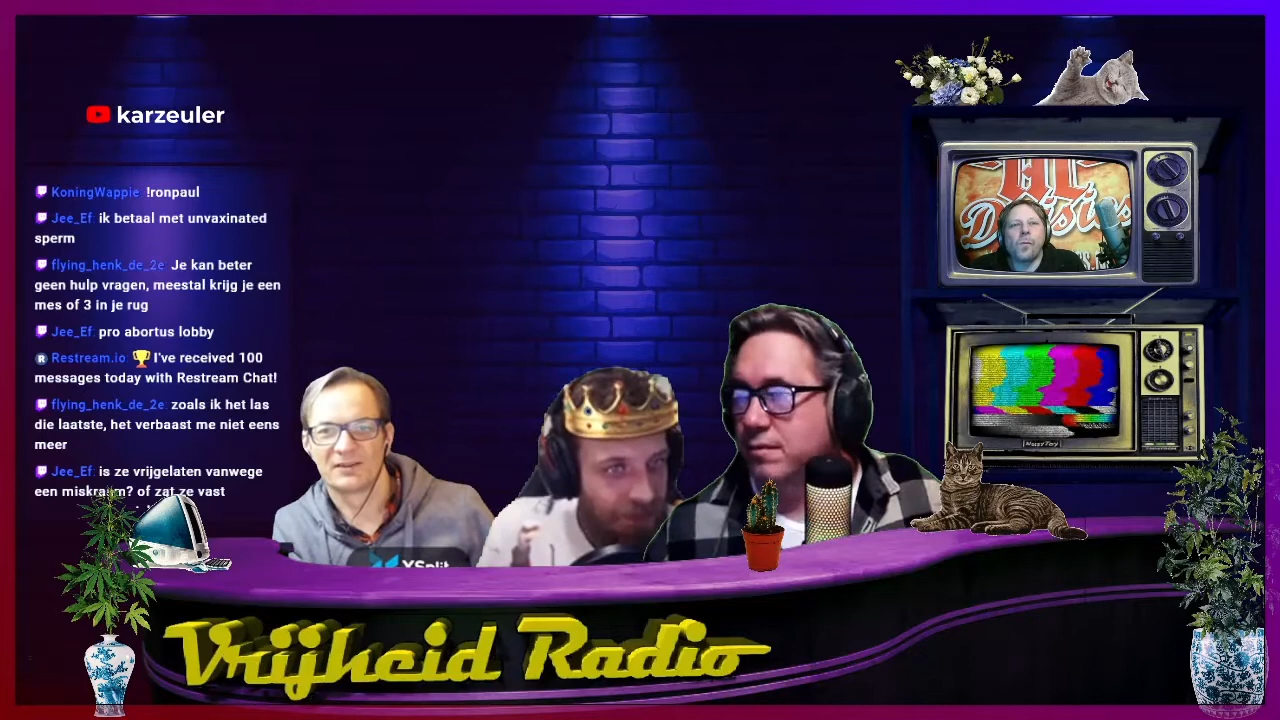 karzeuler
KoningWappie !ronpaul
Jee_Ef: ik betaal met unvaxinated
sperm
flying_henk_de_2e: Je kan beter
geen hulp vragen, meestal krijg je een
mes of 3 in je rug
Jee_Ef: pro abortus lobby
Restream.io 🏆 I've received 100
messages today with Restream Chat!
flying_henk_de_2e: zoals ik het las
die laatste, het verbaast me niet eens
meer
Jee_Ef: is ze vrijgelaten vanwege
een miskraam? of zat ze vast
XSplit
Vrijheid Radio